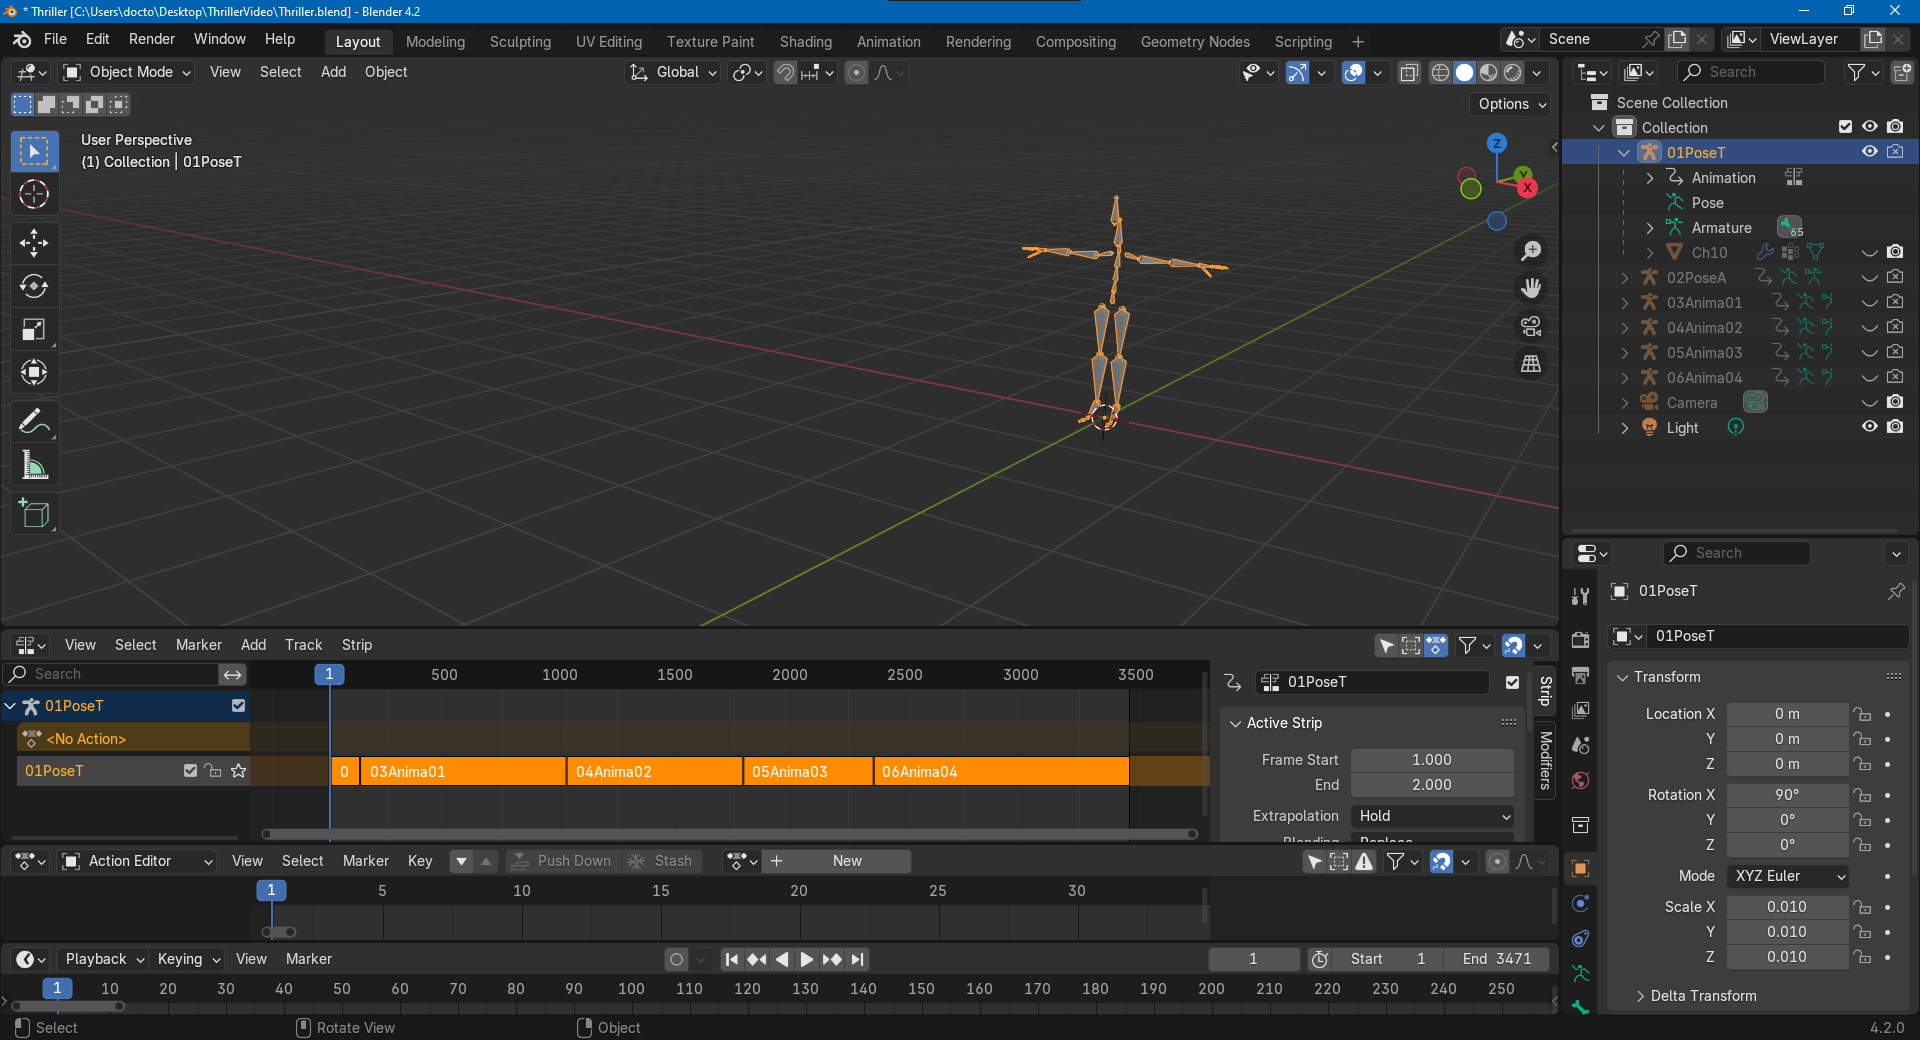 * Thriller [C:\Users\docto\Desktop\ThrillerVideo\Thriller.blend] - Blender 4.2
File Edit Render Window Help Layout Modeling Sculpting UV Editing Texture Paint Shading Animation Rendering Compositing Geometry Nodes Scripting + Scene ViewLayer
Object Mode View Select Add Object Global Search
Options
User Perspective
(1) Collection | 01PoseT
Z
Y
X
Scene Collection
Collection
01PoseT
Animation
Pose
Armature 65
Ch10
02PoseA
03Anima01
04Anima02
05Anima03
06Anima04
Camera
Light
Search
01PoseT
01PoseT
Transform
Location X 0 m
Y 0 m
Z 0 m
Rotation X 90°
Y 0°
Z 0°
Mode XYZ Euler
Scale X 0.010
Y 0.010
Z 0.010
Delta Transform
View Select Marker Add Track Strip
Search 1 500 1000 1500 2000 2500 3000 3500
01PoseT
<No Action>
01PoseT 0 03Anima01 04Anima02 05Anima03 06Anima04
01PoseT
Active Strip
Frame Start 1.000
End 2.000
Extrapolation Hold
Blending Replace
Strip
Modifiers
Action Editor View Select Marker Key Push Down Stash New
1 5 10 15 20 25 30
Playback Keying View Marker 1 Start 1 End 3471
1 10 20 30 40 50 60 70 80 90 100 110 120 130 140 150 160 170 180 190 200 210 220 230 240 250
Select Rotate View Object 4.2.0